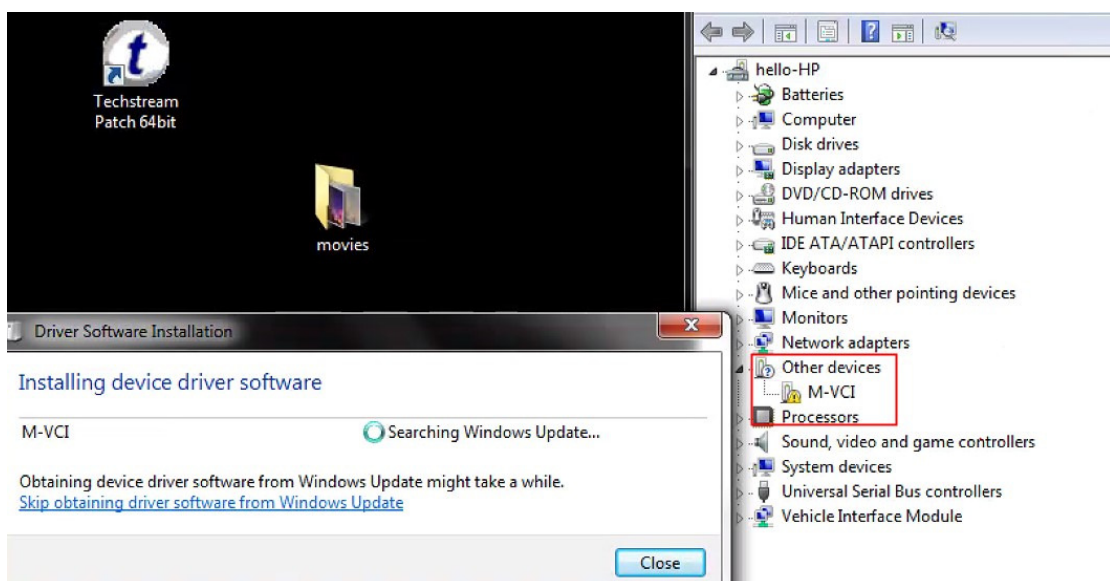 Techstream
Patch 64bit
movies
Driver Software Installation
Installing device driver software
M-VCI
Searching Windows Update...
Obtaining device driver software from Windows Update might take a while.
Skip obtaining driver software from Windows Update
Close
hello-HP
Batteries
Computer
Disk drives
Display adapters
DVD/CD-ROM drives
Human Interface Devices
IDE ATA/ATAPI controllers
Keyboards
Mice and other pointing devices
Monitors
Network adapters
Other devices
M-VCI
Processors
Sound, video and game controllers
System devices
Universal Serial Bus controllers
Vehicle Interface Module